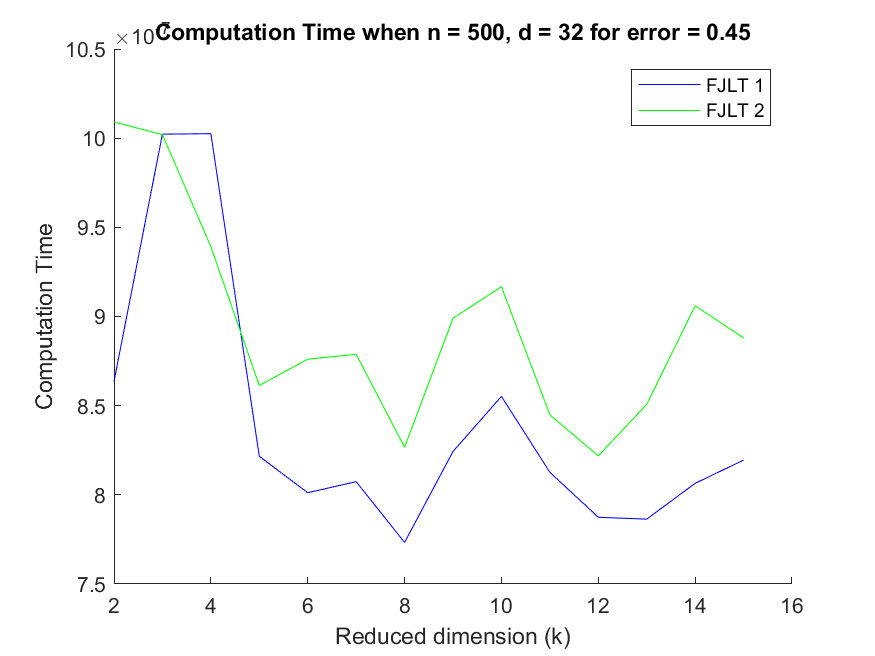 ×10
Computation Time when n = 500, d = 32 for error = 0.45
10.5
10
9.5
9
8.5
8
7.5
Computation Time
FJLT 1
FJLT 2
2 4 6 8 10 12 14 16
Reduced dimension (k)